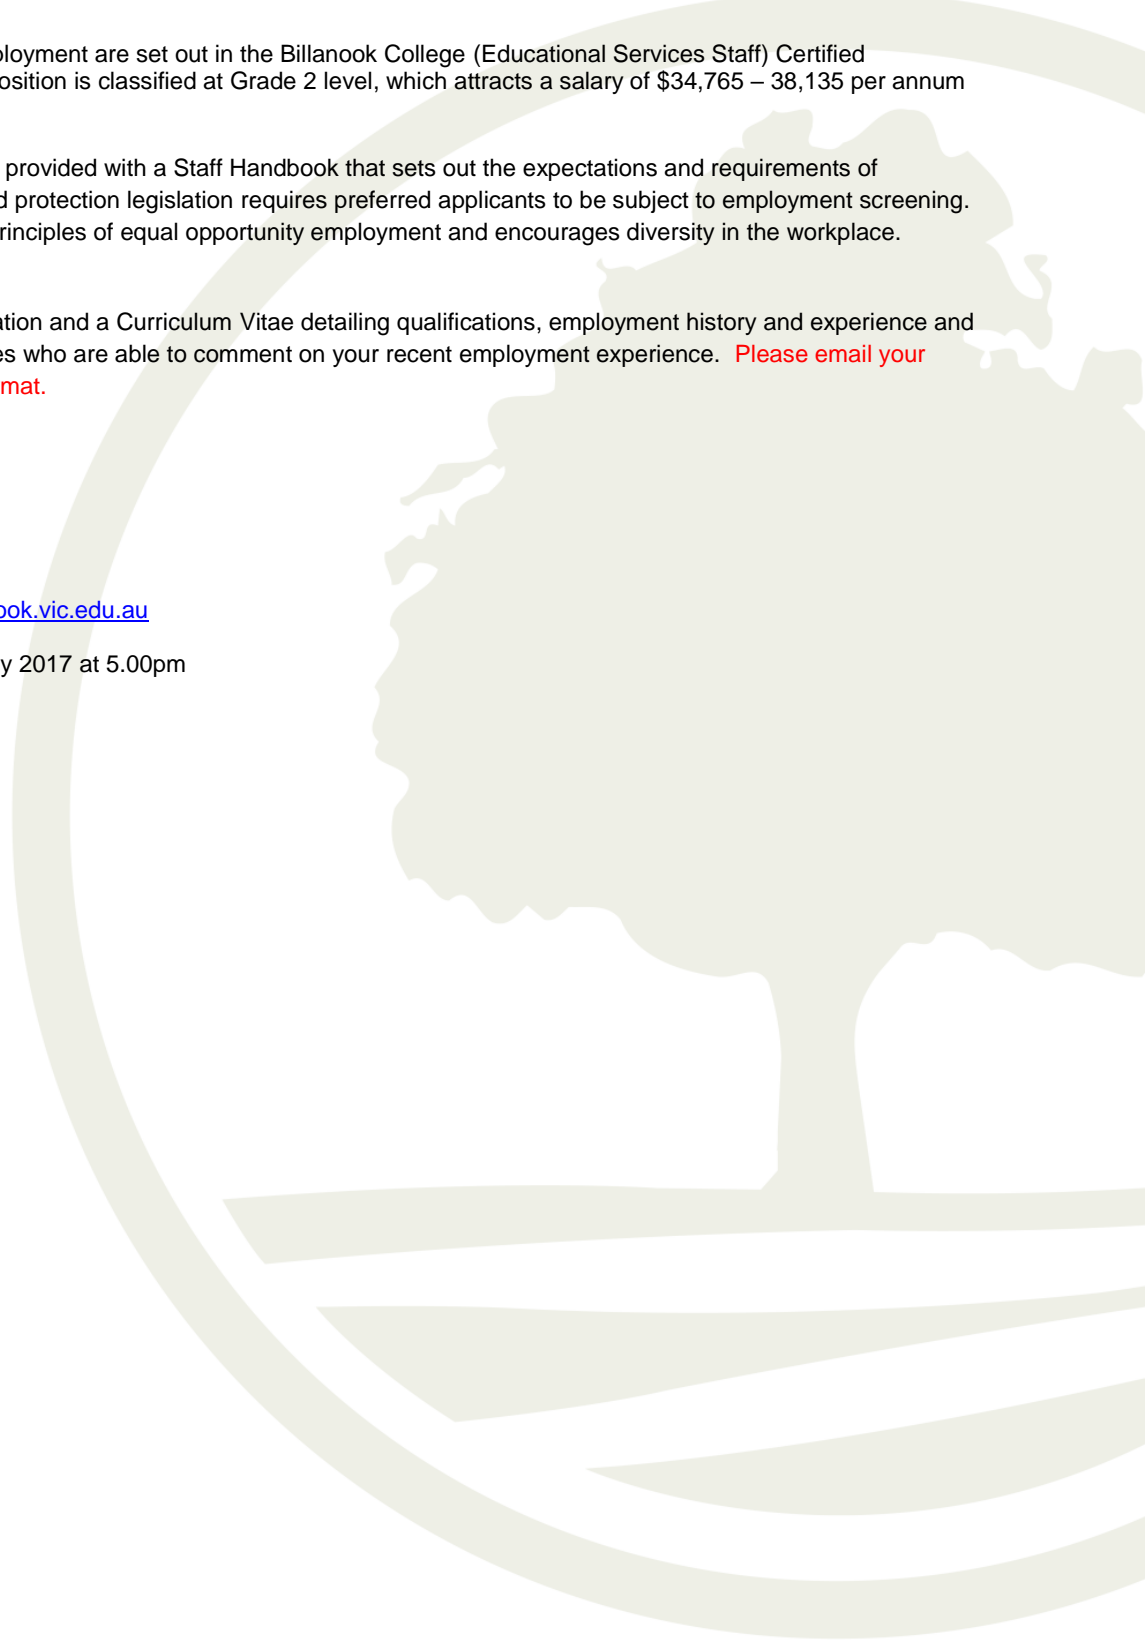 ployment are set out in the Billanook College (Educational Services Staff) Certified
osition is classified at Grade 2 level, which attracts a salary of $34,765 – 38,135 per annum
provided with a Staff Handbook that sets out the expectations and requirements of
d protection legislation requires preferred applicants to be subject to employment screening.
rinciples of equal opportunity employment and encourages diversity in the workplace.
ation and a Curriculum Vitae detailing qualifications, employment history and experience and
es who are able to comment on your recent employment experience. Please email your
mat.
ook.vic.edu.au
y 2017 at 5.00pm